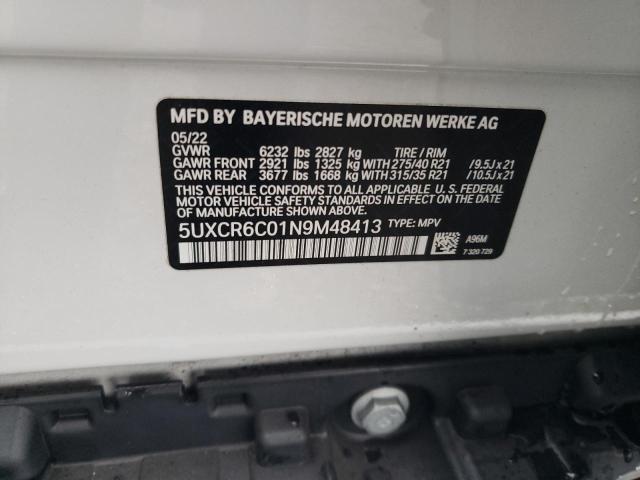 MFD BY BAYERISCHE MOTOREN WERKE AG
05/22
GVWR 6232 lbs 2827 kg TIRE / RIM
GAWR FRONT 2921 lbs 1325 kg WITH 275/40 R21 / 9.5J x 21
GAWR REAR 3677 lbs 1668 kg WITH 315/35 R21 / 10.5J x 21
THIS VEHICLE CONFORMS TO ALL APPLICABLE U. S. FEDERAL
MOTOR VEHICLE SAFETY STANDARDS IN EFFECT ON THE DATE
OF MANUFACTURE SHOWN ABOVE.
5UXCR6C01N9M48413 TYPE: MPV
A96M
7 320 729